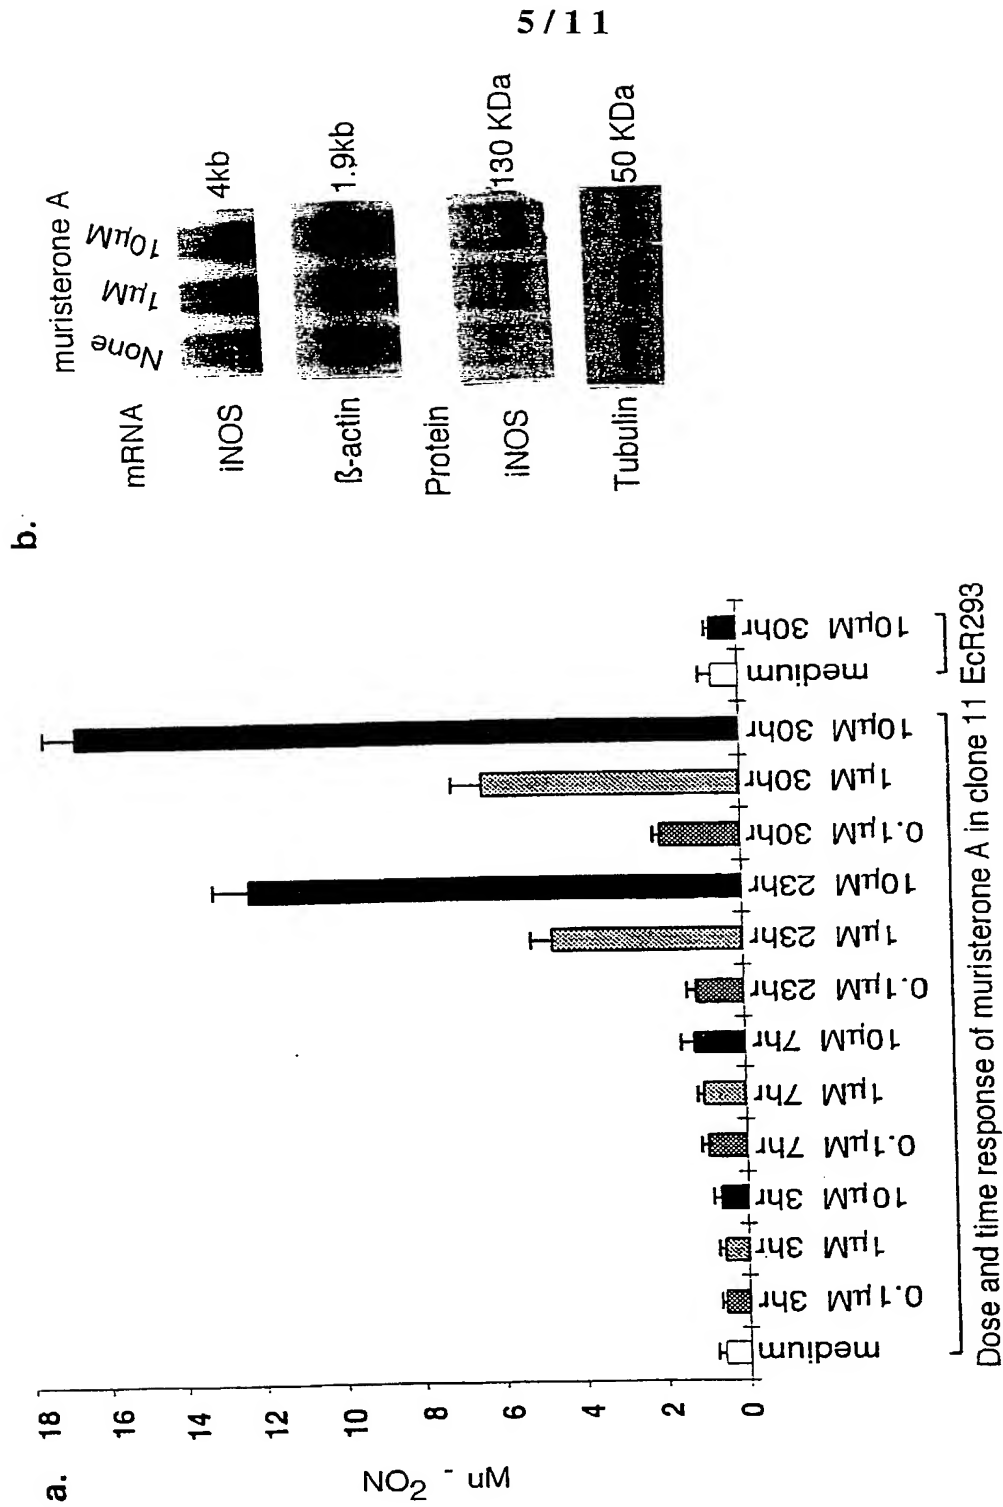 5/11
a.
NO2- uM
18
16
14
12
10
8
6
4
2
0
medium
0.1µM 3hr
1µM 3hr
10µM 3hr
0.1µM 7hr
1µM 7hr
10µM 7hr
0.1µM 23hr
1µM 23hr
10µM 23hr
0.1µM 30hr
1µM 30hr
10µM 30hr
medium
10µM 30hr
Dose and time response of muristerone A in clone 11 EcR293
b.
muristerone A
mRNA None 1µM 10µM
iNOS 4kb
ß-actin 1.9kb
Protein
iNOS 130 KDa
Tubulin 50 KDa